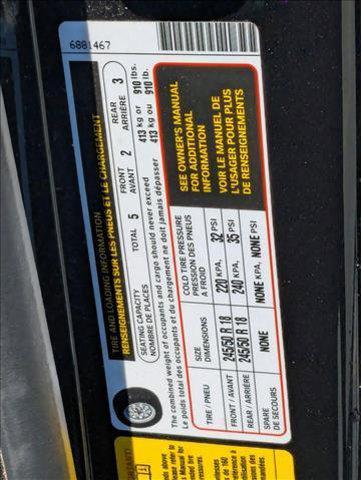 6881467
TIRE AND LOADING INFORMATION
RENSEIGNEMENTS SUR LES PNEUS ET LE CHARGEMENT
SEATING CAPACITY TOTAL 5 FRONT 2 REAR 3
NOMBRE DE PLACES AVANT ARRIÈRE
The combined weight of occupants and cargo should never exceed 413 kg or 910 lbs.
Le poids total des occupants et du chargement ne doit jamais dépasser 413 kg ou 910 lb.
SIZE COLD TIRE PRESSURE
TIRE / PNEU DIMENSIONS PRESSION DES PNEUS A FROID
FRONT / AVANT 245/50 R 18 220 KPA, 32 PSI
REAR / ARRIÈRE 245/50 R 18 240 KPA, 35 PSI
SPARE NONE NONE KPA, NONE PSI
DE SECOURS
SEE OWNER'S MANUAL
FOR ADDITIONAL
INFORMATION
VOIR LE MANUEL DE
L'USAGER POUR PLUS
DE RENSEIGNEMENTS